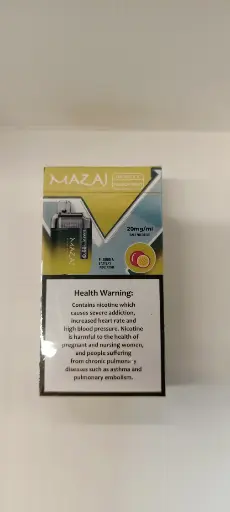 MAZAJ
20mg/ml
MAZAJ
Health Warning:
Contains nicotine which
causes severe addiction,
increased heart rate and
high blood pressure. Nicotine
is harmful to the health of
pregnant and nursing women,
and people suffering
from chronic pulmonary
diseases such as asthma and
pulmonary embolism.